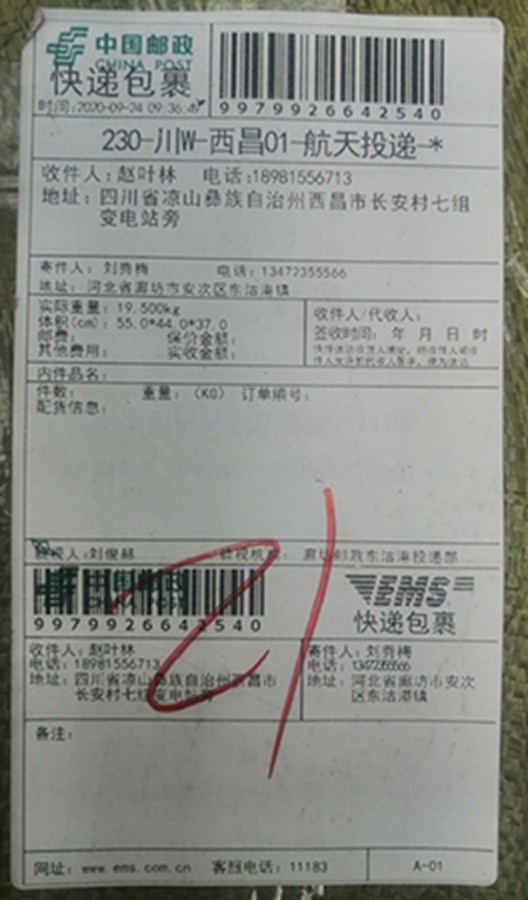 中国邮政
CHINA POST
快递包裹
时间:2020-09-24 09:36:4
9979926642540
230-川W-西昌01-航天投递-*
收件人:赵叶林 电话:18981556713
地址:四川省凉山彝族自治州西昌市长安村七组
变电站旁
寄件人:刘秀梅 电话:13472355566
地址:河北省廊坊市安次区东沽港镇
实际重量:19.500kg
体积(cm):55.0*44.0*37.0
邮费: 保价金额:
其他费用: 实收金额:
收件人/代收人:
签收时间: 年 月 日 时
内件品名:
件数: 重量:(KG) 订单编号:
配货信息:
验视人:刘俊赫 验视机构:廊坊邮政东沽港投递部
中国邮政
9979926642540
EMS
快递包裹
收件人:赵叶林
电话:18981556713
地址:四川省凉山彝族自治州西昌市
长安村七组变电站旁
寄件人:刘秀梅
电话:13472355566
地址:河北省廊坊市安次
区东沽港镇
21
备注:
网址:www.ems.com.cn 客服电话:11183 A-01